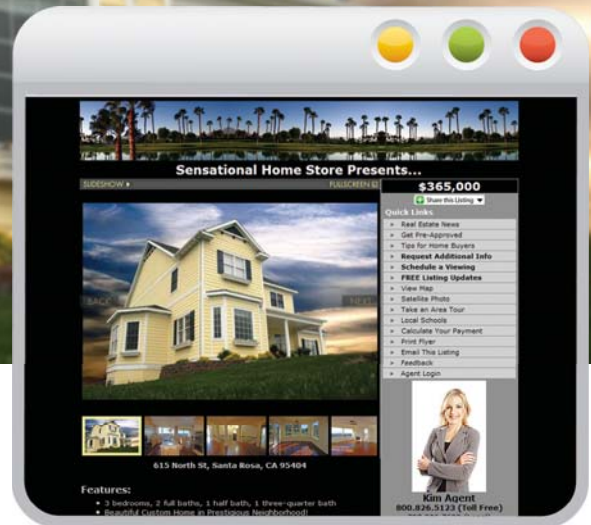 Sensational Home Store Presents...
SLIDESHOW
FULLSCREEN
$365,000
Share this Listing
Quick Links
Real Estate News
Get Pre-Approved
Tips for Home Buyers
Request Additional Info
Schedule a Viewing
FREE Listing Updates
View Map
Satellite Photo
Take an Area Tour
Local Schools
Calculate Your Payment
Print Flyer
Email This Listing
Feedback
Agent Login
BACK
NEXT
615 North St, Santa Rosa, CA 95404
Features:
3 bedrooms, 2 full baths, 1 half bath, 1 three-quarter bath
Beautiful Custom Home in Prestigious Neighborhood!
Kim Agent
800.826.5123 (Toll Free)